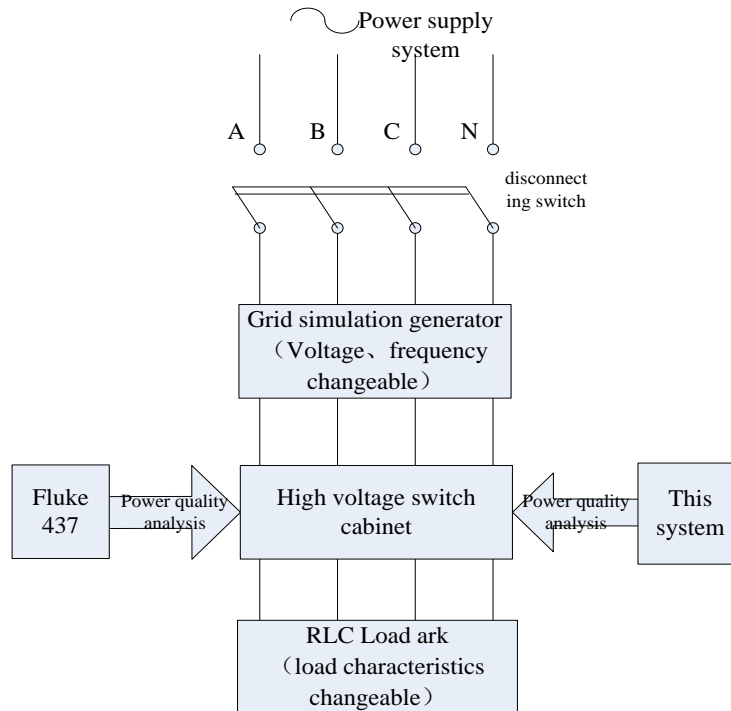 Power supply
system
A
B
C
N
disconnect
ing switch
Grid simulation generator
（Voltage、frequency
changeable）
Fluke
437
Power quality
analysis
High voltage switch
cabinet
Power quality
analysis
This
system
RLC Load ark
（load characteristics
changeable）